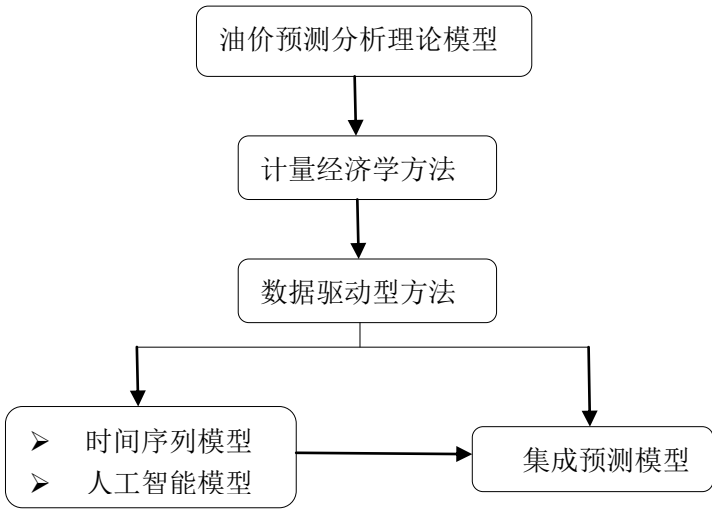 油价预测分析理论模型
计量经济学方法
数据驱动型方法
➢ 时间序列模型
➢ 人工智能模型
集成预测模型